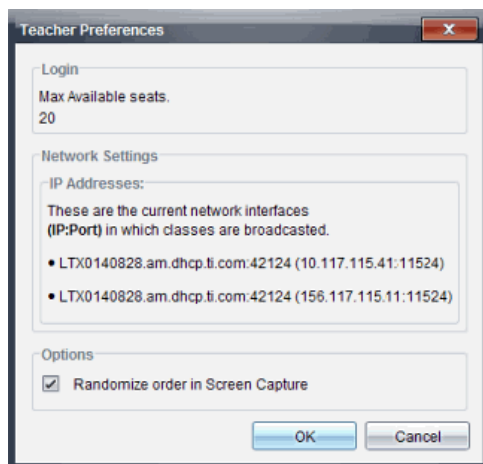 Teacher Preferences
Login
Max Available seats.
20
Network Settings
IP Addresses:
These are the current network interfaces
(IP:Port) in which classes are broadcasted.
• LTX0140828.am.dhcp.ti.com:42124 (10.117.115.41:11524)
• LTX0140828.am.dhcp.ti.com:42124 (156.117.115.11:11524)
Options
Randomize order in Screen Capture
OK Cancel